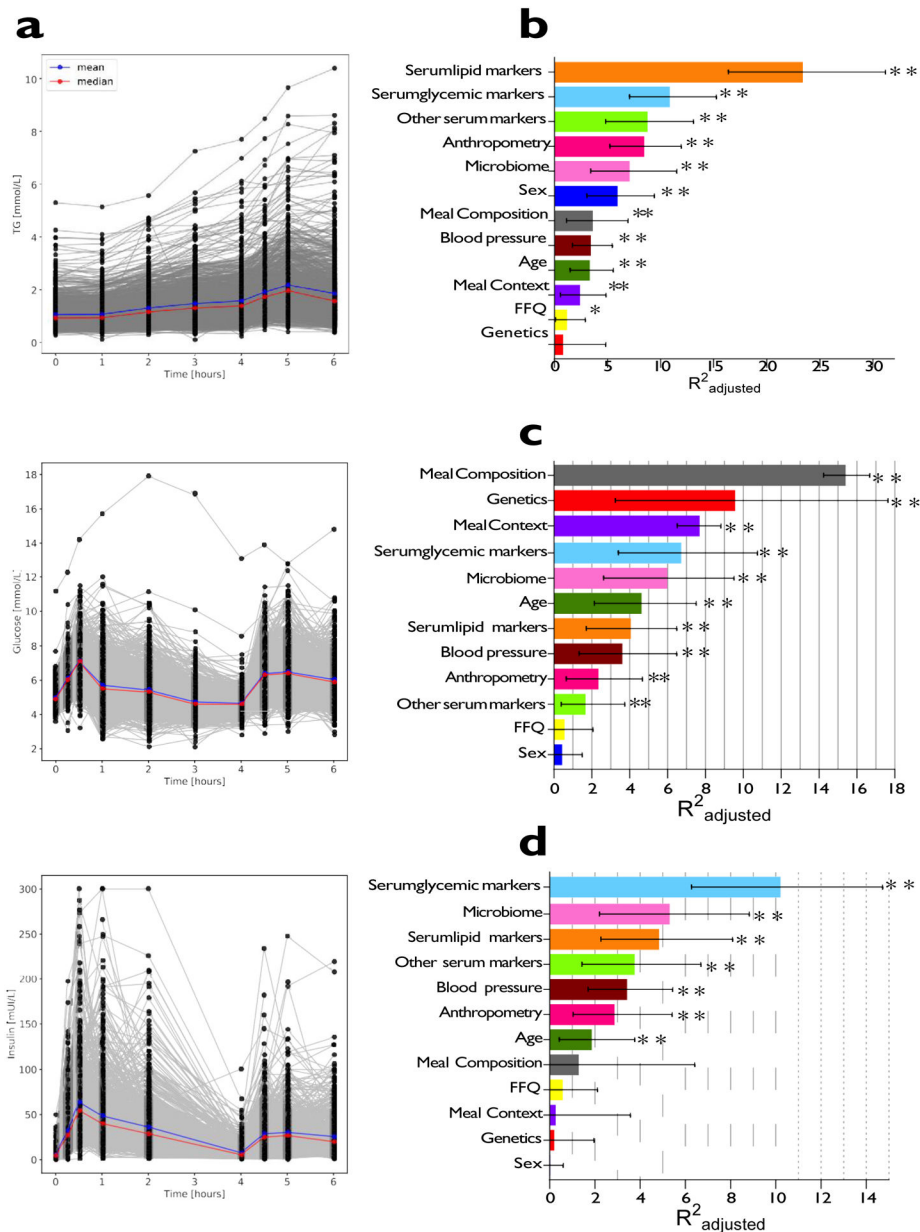 a
b
mean
median
TG [mmol/L]
10
8
6
4
2
0
0 1 2 3 4 5 6
Time [hours]
Serumlipid markers **
Serumglycemic markers **
Other serum markers **
Anthropometry **
Microbiome **
Sex **
Meal Composition **
Blood pressure **
Age **
Meal Context **
FFQ *
Genetics
0 5 10 15 20 25 30
R²adjusted
c
Glucose [mmol/L]
18
16
14
12
10
8
6
4
2
0 1 2 3 4 5 6
Time [hours]
Meal Composition **
Genetics **
Meal Context **
Serumglycemic markers **
Microbiome **
Age **
Serumlipid markers **
Blood pressure **
Anthropometry **
Other serum markers **
FFQ
Sex
0 2 4 6 8 10 12 14 16 18
R²adjusted
d
Insulin [mUI/L]
300
250
200
150
100
50
0
0 1 2 3 4 5 6
Time [hours]
Serumglycemic markers **
Microbiome **
Serumlipid markers **
Other serum markers **
Blood pressure **
Anthropometry **
Age **
Meal Composition
FFQ
Meal Context
Genetics
Sex
0 2 4 6 8 10 12 14
R²adjusted